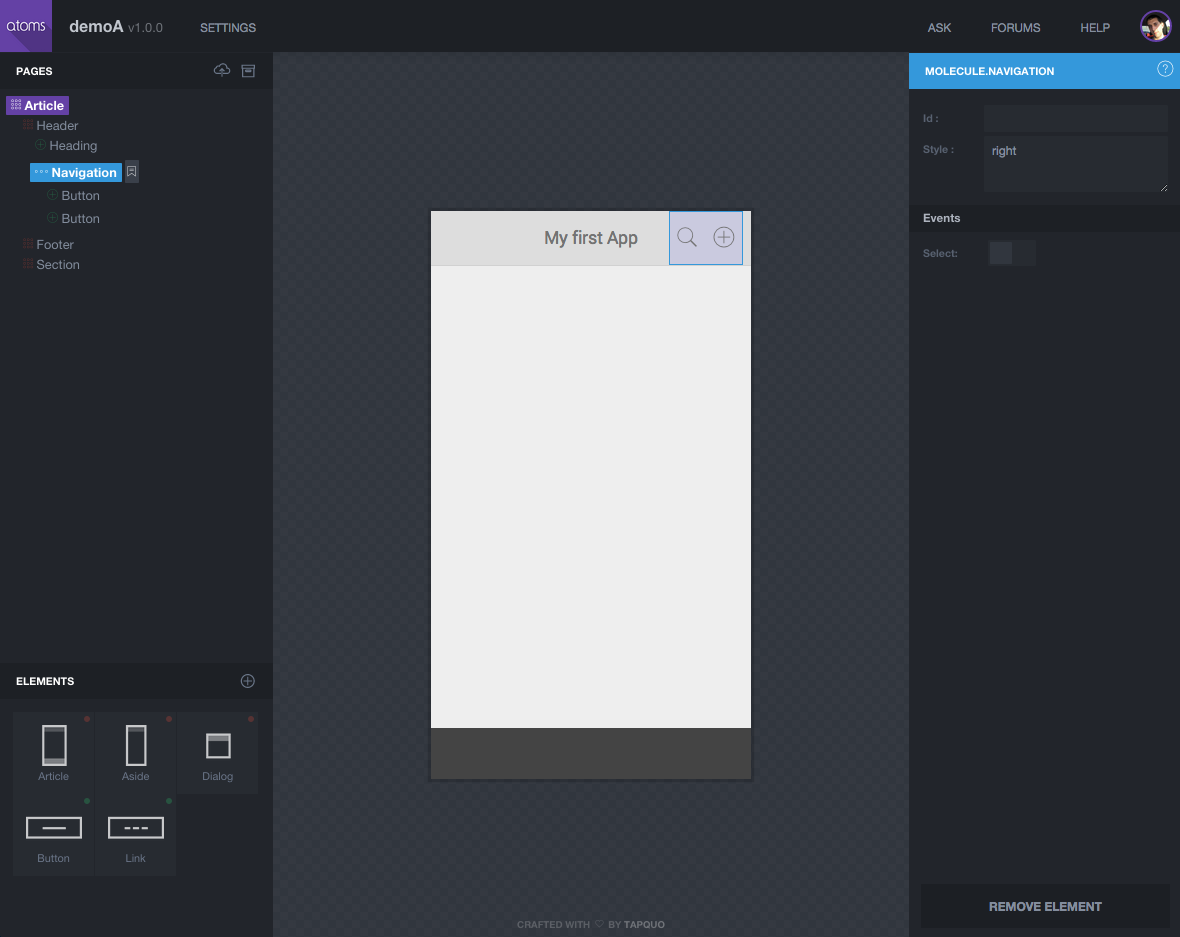 atoms demoA v1.0.0 SETTINGS ASK FORUMS HELP
PAGES
Article
Header
Heading
Navigation
Button
Button
Footer
Section
ELEMENTS
Article Aside Dialog
Button Link
My first App
CRAFTED WITH ♡ BY TAPQUO
MOLECULE.NAVIGATION ?
Id :
Style : right
Events
Select:
REMOVE ELEMENT